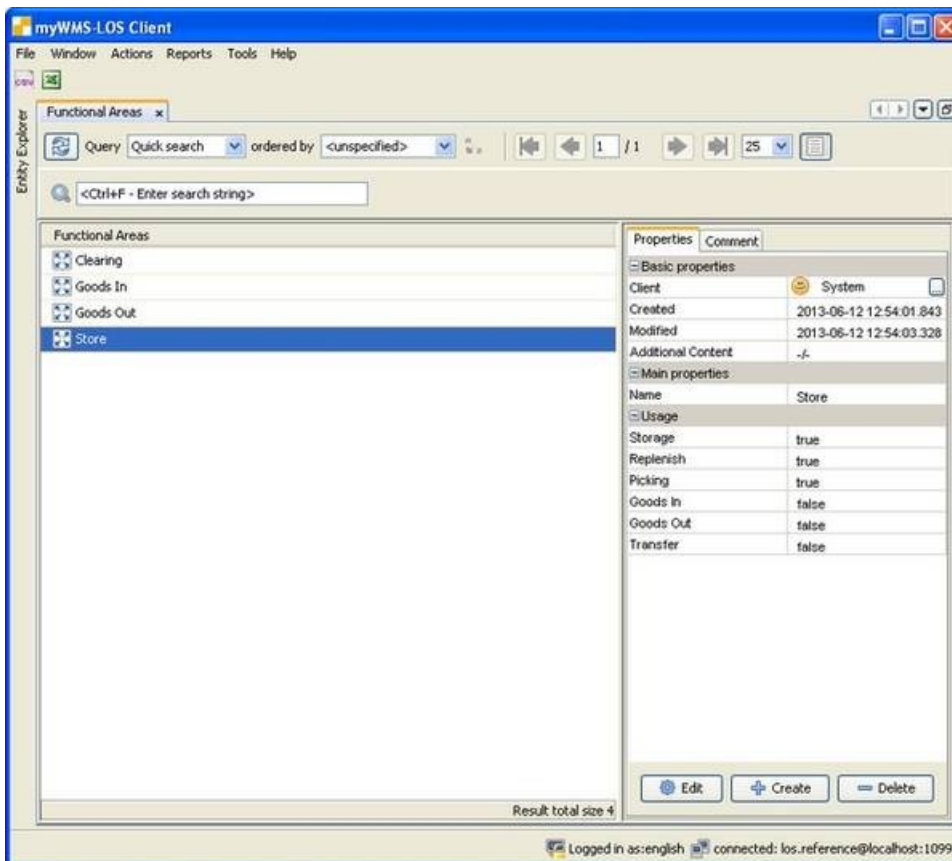 myWMS-LOS Client
File Window Actions Reports Tools Help
csv
Functional Areas x
Entity Explorer
Query Quick search ordered by <unspecified> 1 / 1 25
<Ctrl+F - Enter search string>
Functional Areas
Clearing
Goods In
Goods Out
Store
Result total size 4
Properties Comment
Basic properties
Client System ...
Created 2013-06-12 12:54:01.843
Modified 2013-06-12 12:54:03.328
Additional Content -/-
Main properties
Name Store
Usage
Storage true
Replenish true
Picking true
Goods In false
Goods Out false
Transfer false
Edit Create Delete
Logged in as:english connected: los.reference@localhost:1099